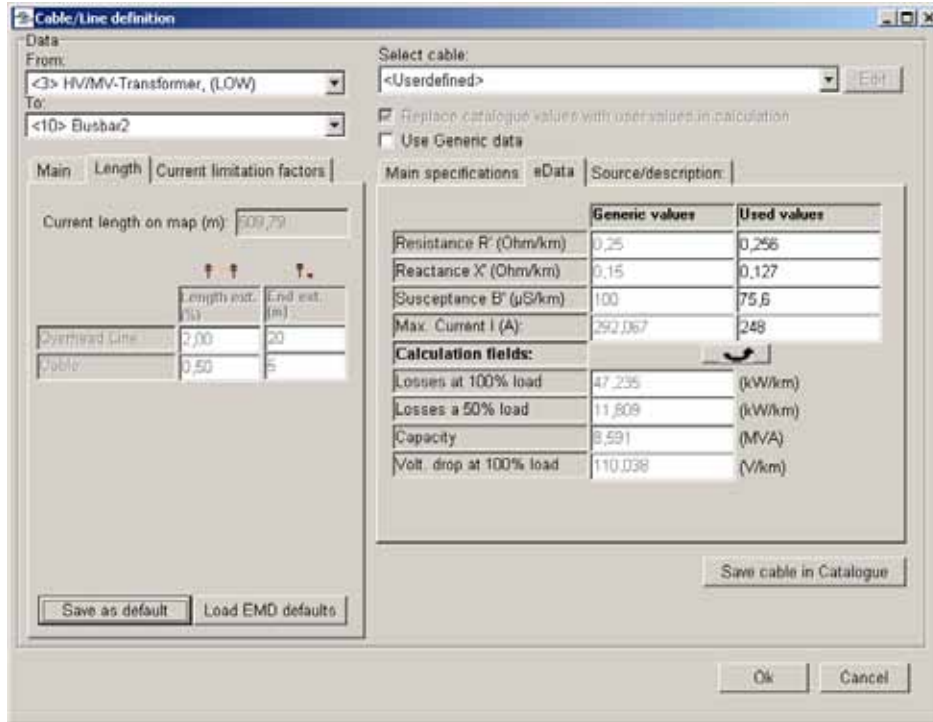 Cable/Line definition
Data
From:
<3> HV/MV-Transformer, (LOW)
To:
<10> Busbar2
Select cable:
<Userdefined>
Edit
Replace catalogue values with user values in calculation
Use Generic data
Main Length Current limitation factors
Current length on map (m): 609,79
Length ext. (%) End ext. (m)
Overhead Line 2,00 20
Cable 0,50 5
Save as default Load EMD defaults
Main specifications eData Source/description:
Generic values Used values
Resistance R' (Ohm/km) 0,25 0,256
Reactance X' (Ohm/km) 0,15 0,127
Susceptance B' (µS/km) 100 75,6
Max. Current I (A): 292,067 248
Calculation fields:
Losses at 100% load 47,235 (kW/km)
Losses a 50% load 11,809 (kW/km)
Capacity 8,591 (MVA)
Volt. drop at 100% load 110,038 (V/km)
Save cable in Catalogue
Ok Cancel